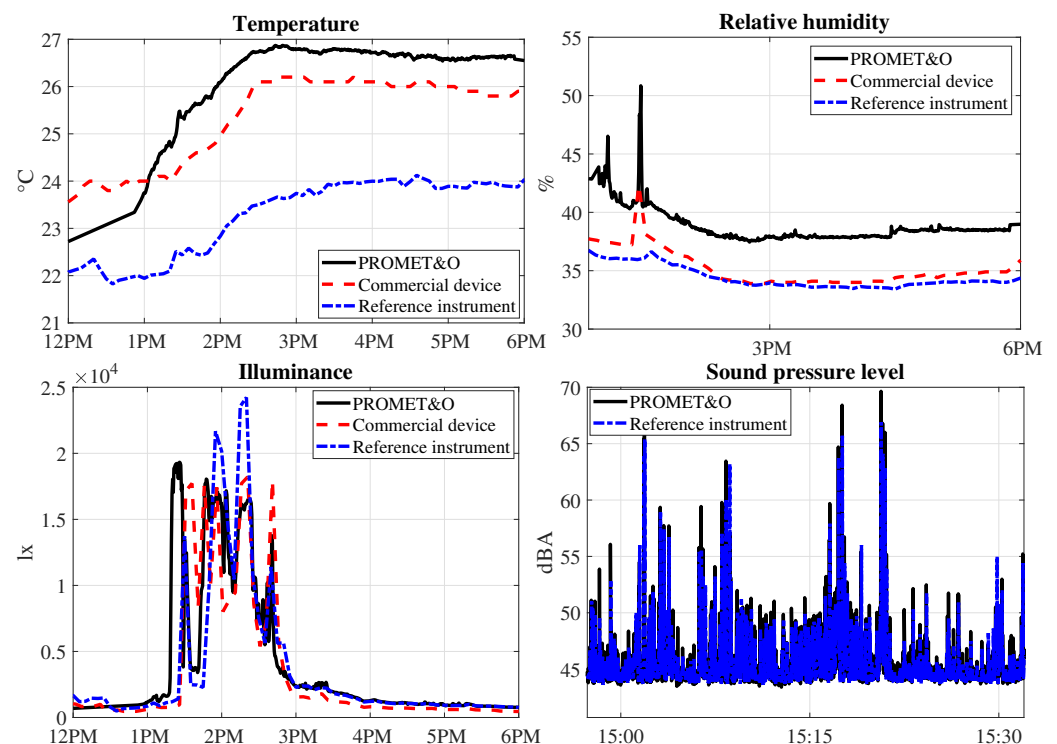 Temperature
27
26
25
24
23
22
21
°C
PROMET&O
Commercial device
Reference instrument
12PM 1PM 2PM 3PM 4PM 5PM 6PM
Relative humidity
55
50
45
40
35
30
%
PROMET&O
Commercial device
Reference instrument
3PM 6PM
Illuminance
×10⁴
2.5
2
1.5
1
0.5
0
lx
PROMET&O
Commercial device
Reference instrument
12PM 1PM 2PM 3PM 4PM 5PM 6PM
Sound pressure level
70
65
60
55
50
45
dBA
PROMET&O
Reference instrument
15:00 15:15 15:30